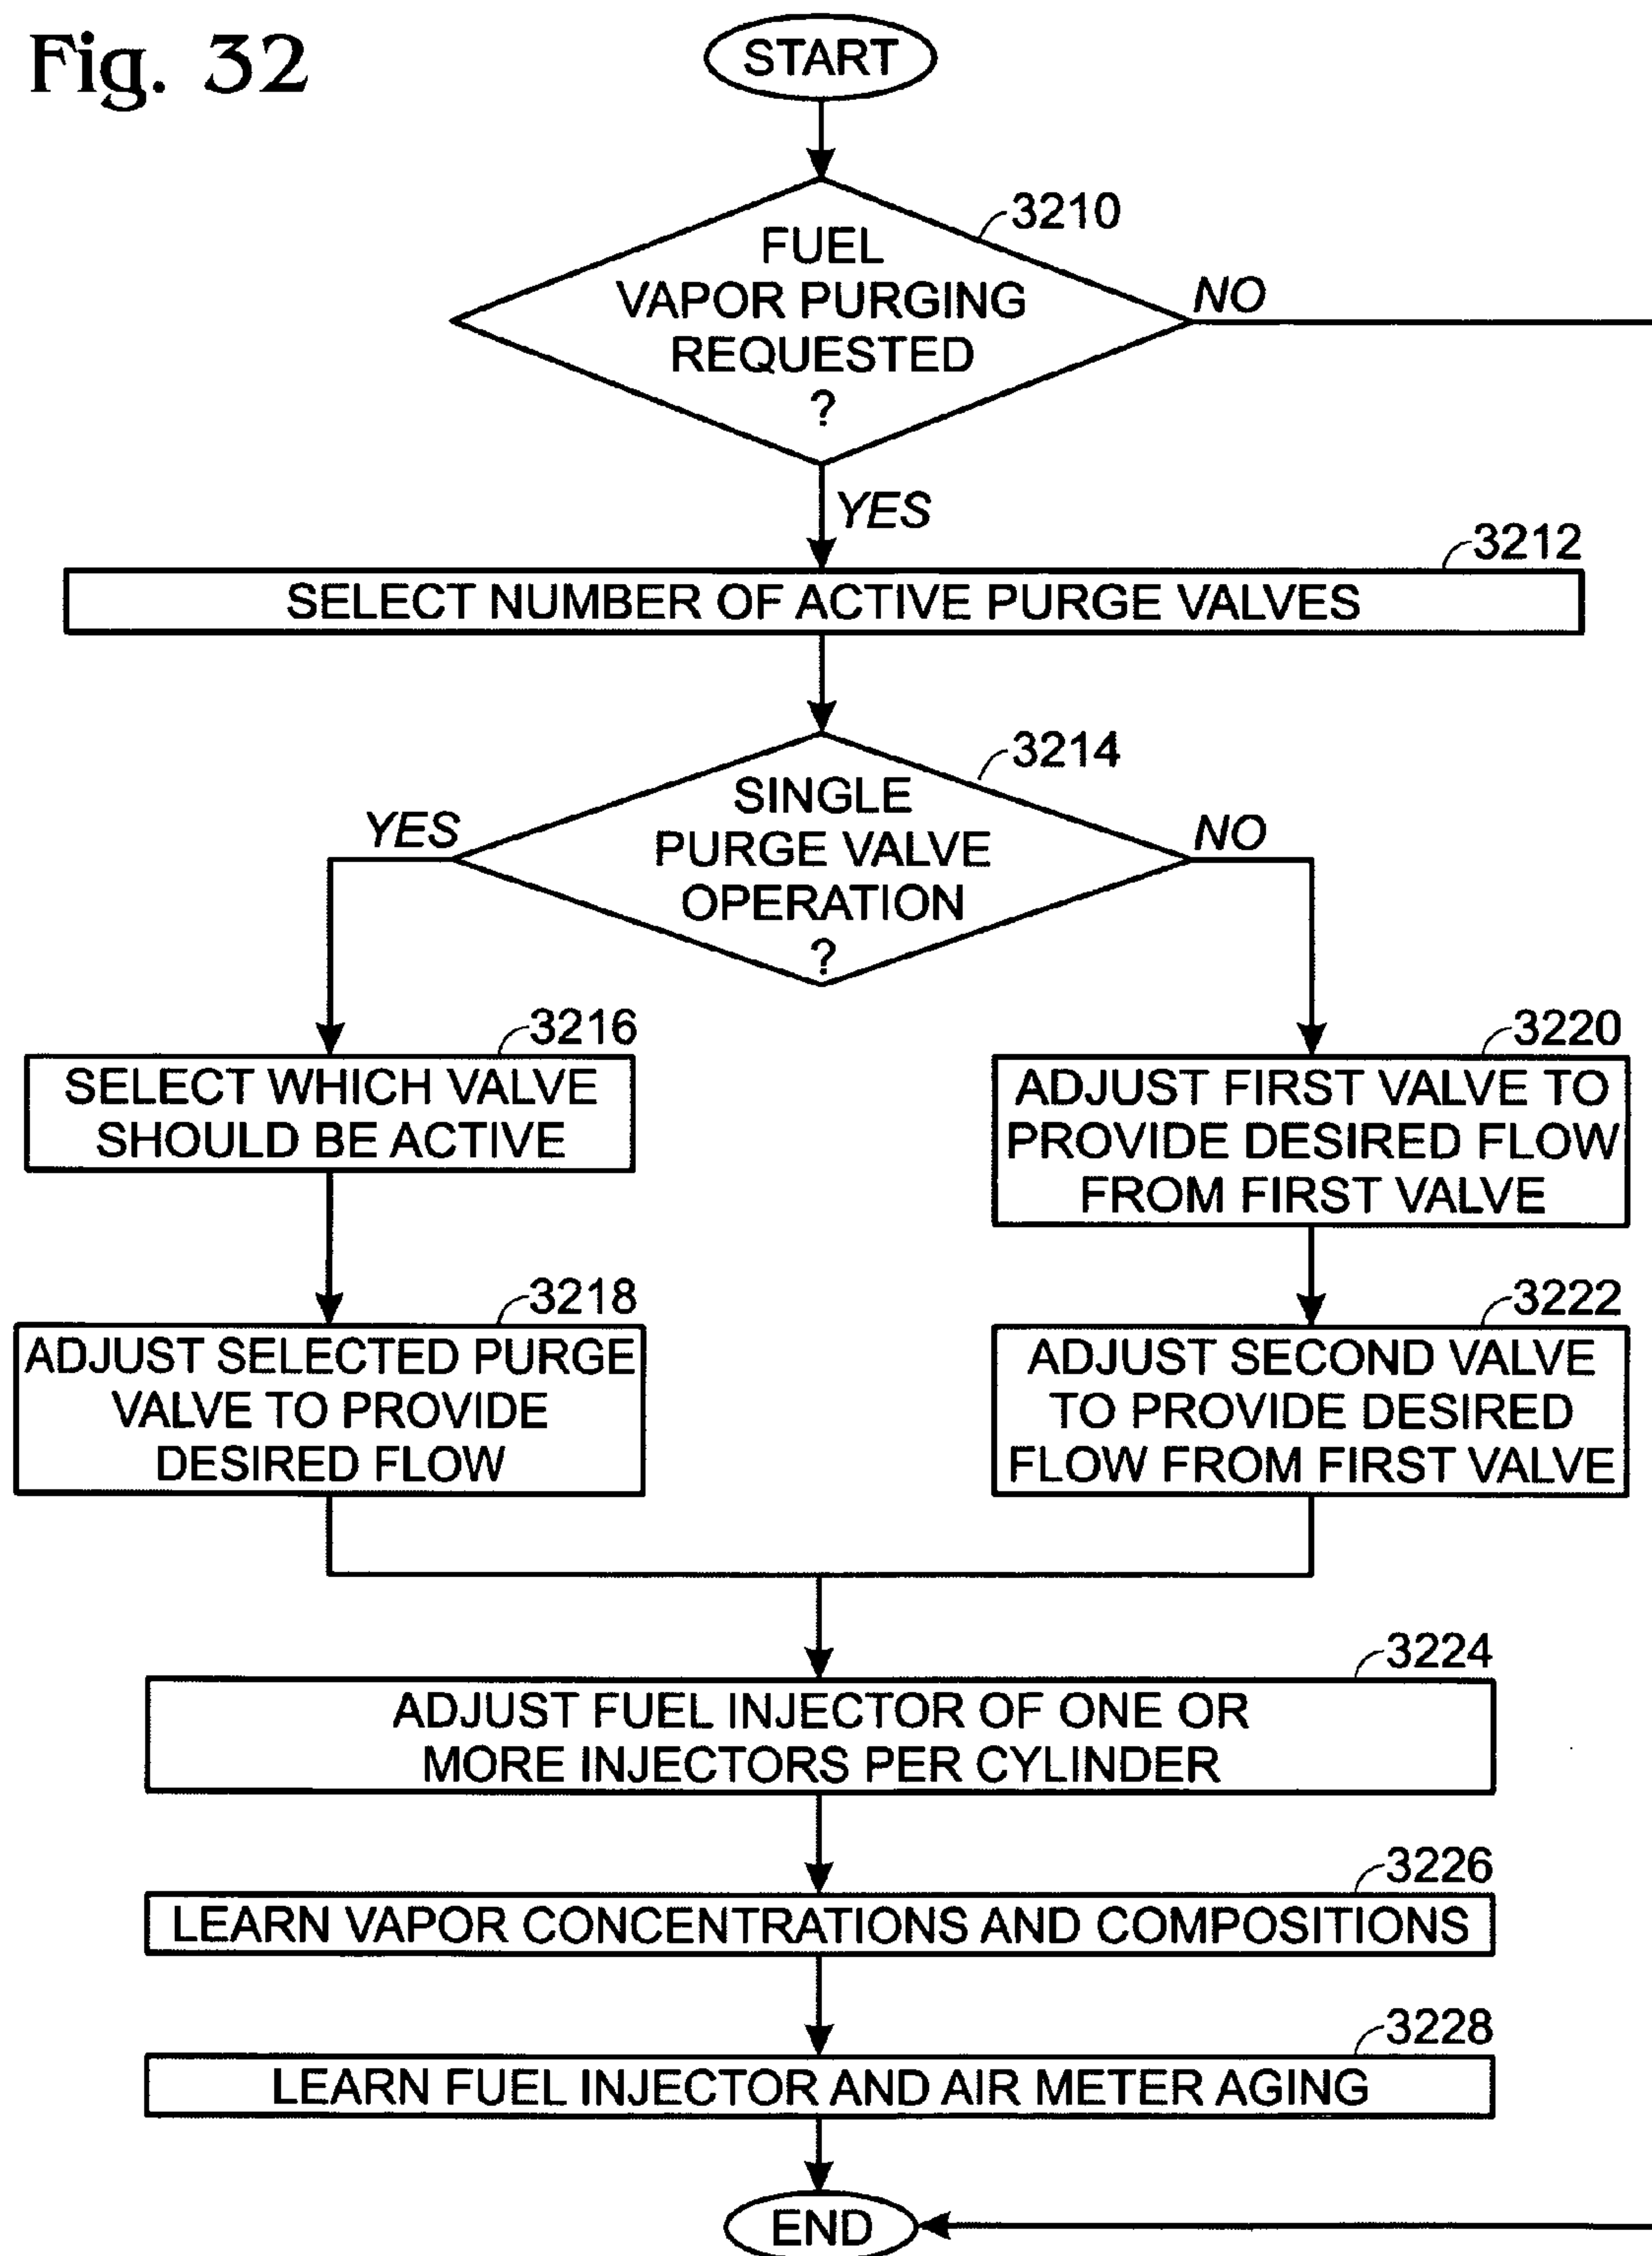 Fig. 32
START
3210
FUEL
VAPOR PURGING
REQUESTED
?
NO
YES
3212
SELECT NUMBER OF ACTIVE PURGE VALVES
3214
SINGLE
PURGE VALVE
OPERATION
?
YES
NO
3216
SELECT WHICH VALVE
SHOULD BE ACTIVE
3220
ADJUST FIRST VALVE TO
PROVIDE DESIRED FLOW
FROM FIRST VALVE
3218
ADJUST SELECTED PURGE
VALVE TO PROVIDE
DESIRED FLOW
3222
ADJUST SECOND VALVE
TO PROVIDE DESIRED
FLOW FROM FIRST VALVE
3224
ADJUST FUEL INJECTOR OF ONE OR
MORE INJECTORS PER CYLINDER
3226
LEARN VAPOR CONCENTRATIONS AND COMPOSITIONS
3228
LEARN FUEL INJECTOR AND AIR METER AGING
END